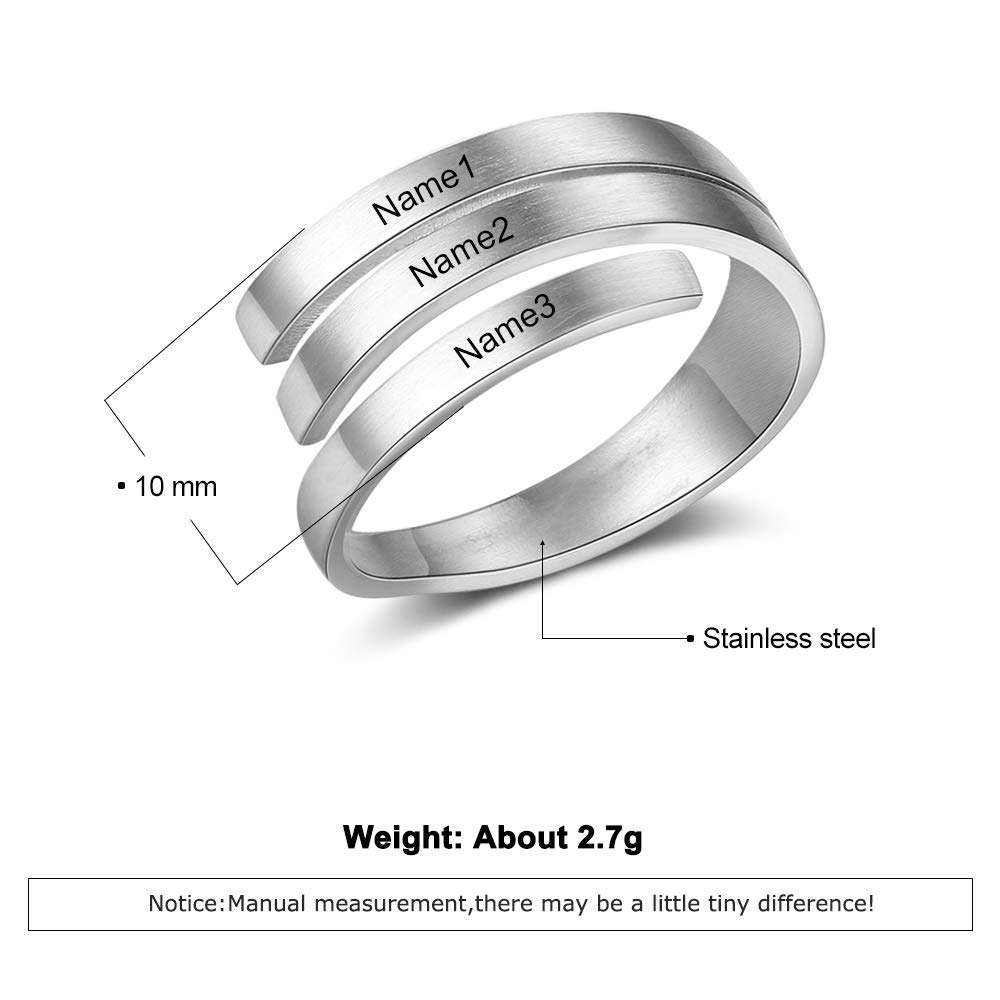 Name1
Name2
Name3
• 10 mm
Stainless steel
Weight: About 2.7g
Notice:Manual measurement,there may be a little tiny difference!